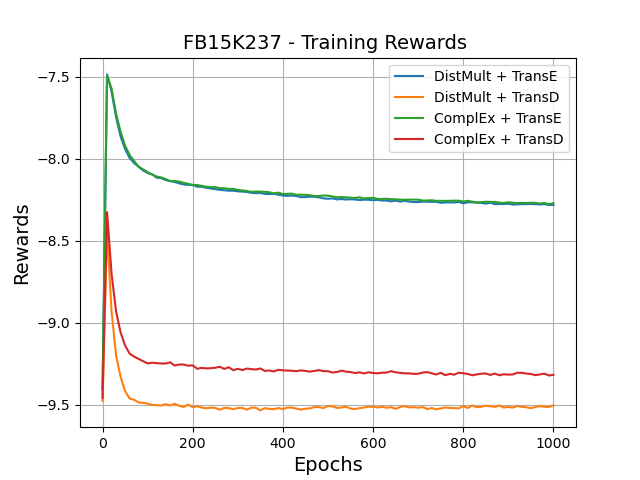 FB15K237 - Training Rewards
DistMult + TransE
DistMult + TransD
ComplEx + TransE
ComplEx + TransD
−7.5
−8.0
−8.5
−9.0
−9.5
Rewards
0
200
400
600
800
1000
Epochs